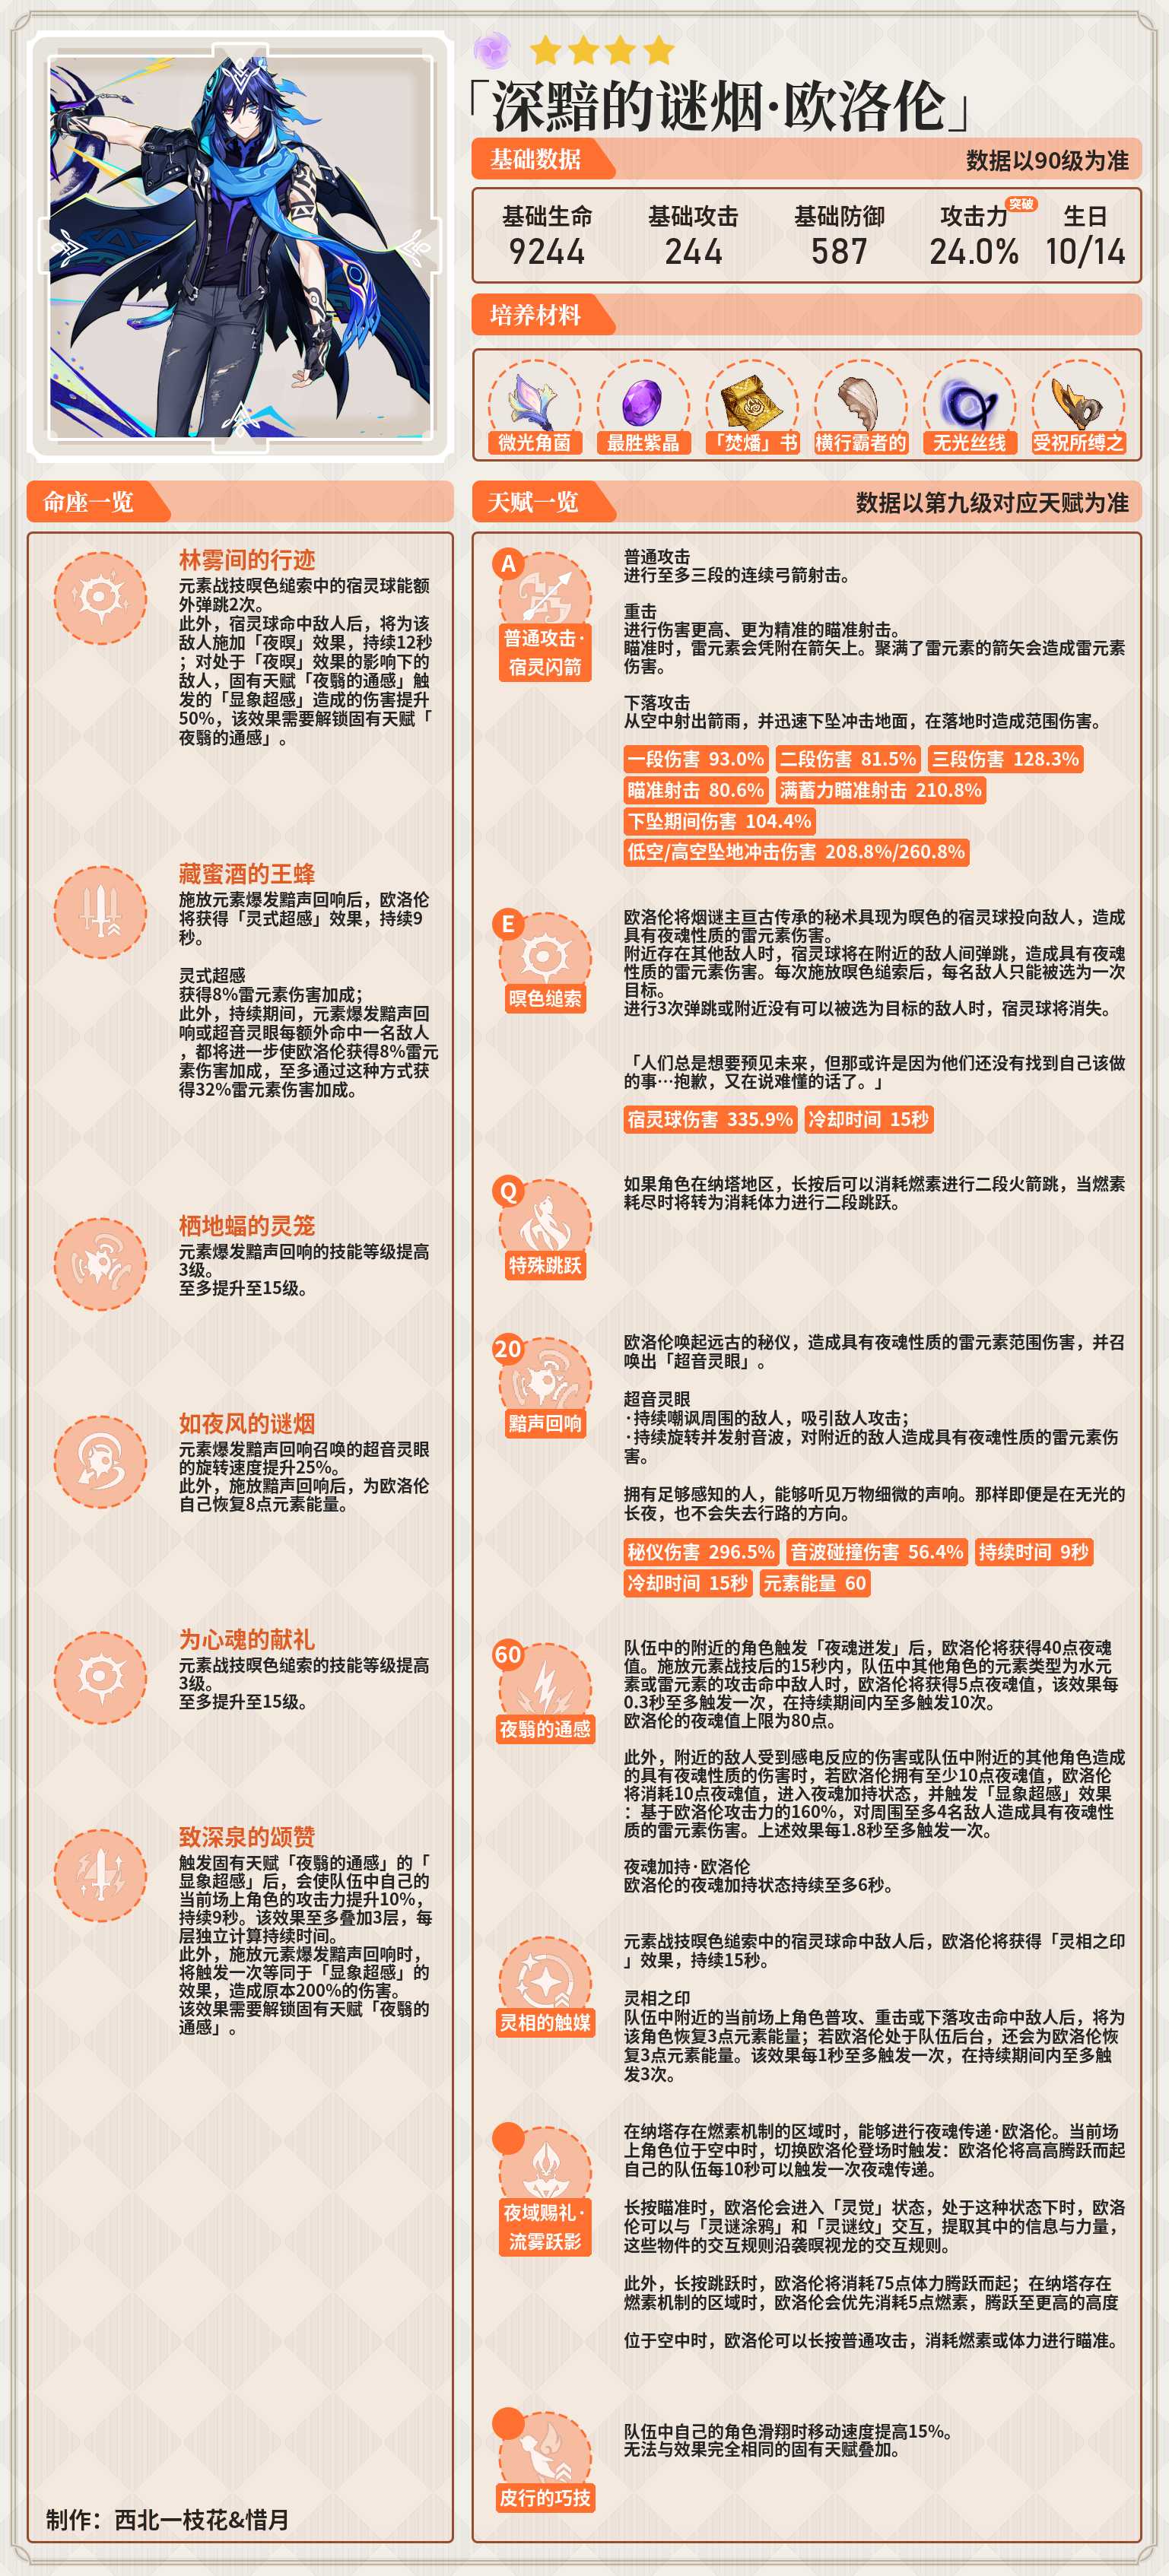 「深黯的谜烟·欧洛伦」
基础数据
数据以90级为准
基础生命 基础攻击 基础防御 攻击力 突破 生日
9244 244 587 24.0% 10/14
培养材料
微光角菌 最胜紫晶 「焚燔」书 横行霸者的 无光丝线 受祝所缚之
命座一览
林雾间的行迹
元素战技暝色缒索中的宿灵球能额
外弹跳2次。
此外，宿灵球命中敌人后，将为该
敌人施加「夜暝」效果，持续12秒
；对处于「夜暝」效果的影响下的
敌人，固有天赋「夜翳的通感」触
发的「显象超感」造成的伤害提升
50%，该效果需要解锁固有天赋「
夜翳的通感」。
藏蜜酒的王蜂
施放元素爆发黯声回响后，欧洛伦
将获得「灵式超感」效果，持续9
秒。
灵式超感
获得8%雷元素伤害加成；
此外，持续期间，元素爆发黯声回
响或超音灵眼每额外命中一名敌人
，都将进一步使欧洛伦获得8%雷元
素伤害加成，至多通过这种方式获
得32%雷元素伤害加成。
栖地蝠的灵笼
元素爆发黯声回响的技能等级提高
3级。
至多提升至15级。
如夜风的谜烟
元素爆发黯声回响召唤的超音灵眼
的旋转速度提升25%。
此外，施放黯声回响后，为欧洛伦
自己恢复8点元素能量。
为心魂的献礼
元素战技暝色缒索的技能等级提高
3级。
至多提升至15级。
致深泉的颂赞
触发固有天赋「夜翳的通感」的「
显象超感」后，会使队伍中自己的
当前场上角色的攻击力提升10%，
持续9秒。该效果至多叠加3层，每
层独立计算持续时间。
此外，施放元素爆发黯声回响时，
将触发一次等同于「显象超感」的
效果，造成原本200%的伤害。
该效果需要解锁固有天赋「夜翳的
通感」。
制作：西北一枝花&惜月
天赋一览
数据以第九级对应天赋为准
A
普通攻击·
宿灵闪箭
普通攻击
进行至多三段的连续弓箭射击。
重击
进行伤害更高、更为精准的瞄准射击。
瞄准时，雷元素会凭附在箭矢上。聚满了雷元素的箭矢会造成雷元素
伤害。
下落攻击
从空中射出箭雨，并迅速下坠冲击地面，在落地时造成范围伤害。
一段伤害 93.0% 二段伤害 81.5% 三段伤害 128.3%
瞄准射击 80.6% 满蓄力瞄准射击 210.8%
下坠期间伤害 104.4%
低空/高空坠地冲击伤害 208.8%/260.8%
E
暝色缒索
欧洛伦将烟谜主亘古传承的秘术具现为暝色的宿灵球投向敌人，造成
具有夜魂性质的雷元素伤害。
附近存在其他敌人时，宿灵球将在附近的敌人间弹跳，造成具有夜魂
性质的雷元素伤害。每次施放暝色缒索后，每名敌人只能被选为一次
目标。
进行3次弹跳或附近没有可以被选为目标的敌人时，宿灵球将消失。
「人们总是想要预见未来，但那或许是因为他们还没有找到自己该做
的事…抱歉，又在说难懂的话了。」
宿灵球伤害 335.9% 冷却时间 15秒
Q
特殊跳跃
如果角色在纳塔地区，长按后可以消耗燃素进行二段火箭跳，当燃素
耗尽时将转为消耗体力进行二段跳跃。
20
黯声回响
欧洛伦唤起远古的秘仪，造成具有夜魂性质的雷元素范围伤害，并召
唤出「超音灵眼」。
超音灵眼
·持续嘲讽周围的敌人，吸引敌人攻击；
·持续旋转并发射音波，对附近的敌人造成具有夜魂性质的雷元素伤
害。
拥有足够感知的人，能够听见万物细微的声响。那样即便是在无光的
长夜，也不会失去行路的方向。
秘仪伤害 296.5% 音波碰撞伤害 56.4% 持续时间 9秒
冷却时间 15秒 元素能量 60
60
夜翳的通感
队伍中的附近的角色触发「夜魂迸发」后，欧洛伦将获得40点夜魂
值。施放元素战技后的15秒内，队伍中其他角色的元素类型为水元
素或雷元素的攻击命中敌人时，欧洛伦将获得5点夜魂值，该效果每
0.3秒至多触发一次，在持续期间内至多触发10次。
欧洛伦的夜魂值上限为80点。
此外，附近的敌人受到感电反应的伤害或队伍中附近的其他角色造成
的具有夜魂性质的伤害时，若欧洛伦拥有至少10点夜魂值，欧洛伦
将消耗10点夜魂值，进入夜魂加持状态，并触发「显象超感」效果
：基于欧洛伦攻击力的160%，对周围至多4名敌人造成具有夜魂性
质的雷元素伤害。上述效果每1.8秒至多触发一次。
夜魂加持·欧洛伦
欧洛伦的夜魂加持状态持续至多6秒。
灵相的触媒
元素战技暝色缒索中的宿灵球命中敌人后，欧洛伦将获得「灵相之印
」效果，持续15秒。
灵相之印
队伍中附近的当前场上角色普攻、重击或下落攻击命中敌人后，将为
该角色恢复3点元素能量；若欧洛伦处于队伍后台，还会为欧洛伦恢
复3点元素能量。该效果每1秒至多触发一次，在持续期间内至多触
发3次。
夜域赐礼·
流雾跃影
在纳塔存在燃素机制的区域时，能够进行夜魂传递·欧洛伦。当前场
上角色位于空中时，切换欧洛伦登场时触发：欧洛伦将高高腾跃而起
自己的队伍每10秒可以触发一次夜魂传递。
长按瞄准时，欧洛伦会进入「灵觉」状态，处于这种状态下时，欧洛
伦可以与「灵谜涂鸦」和「灵谜纹」交互，提取其中的信息与力量，
这些物件的交互规则沿袭暝视龙的交互规则。
此外，长按跳跃时，欧洛伦将消耗75点体力腾跃而起；在纳塔存在
燃素机制的区域时，欧洛伦会优先消耗5点燃素，腾跃至更高的高度
位于空中时，欧洛伦可以长按普通攻击，消耗燃素或体力进行瞄准。
皮行的巧技
队伍中自己的角色滑翔时移动速度提高15%。
无法与效果完全相同的固有天赋叠加。